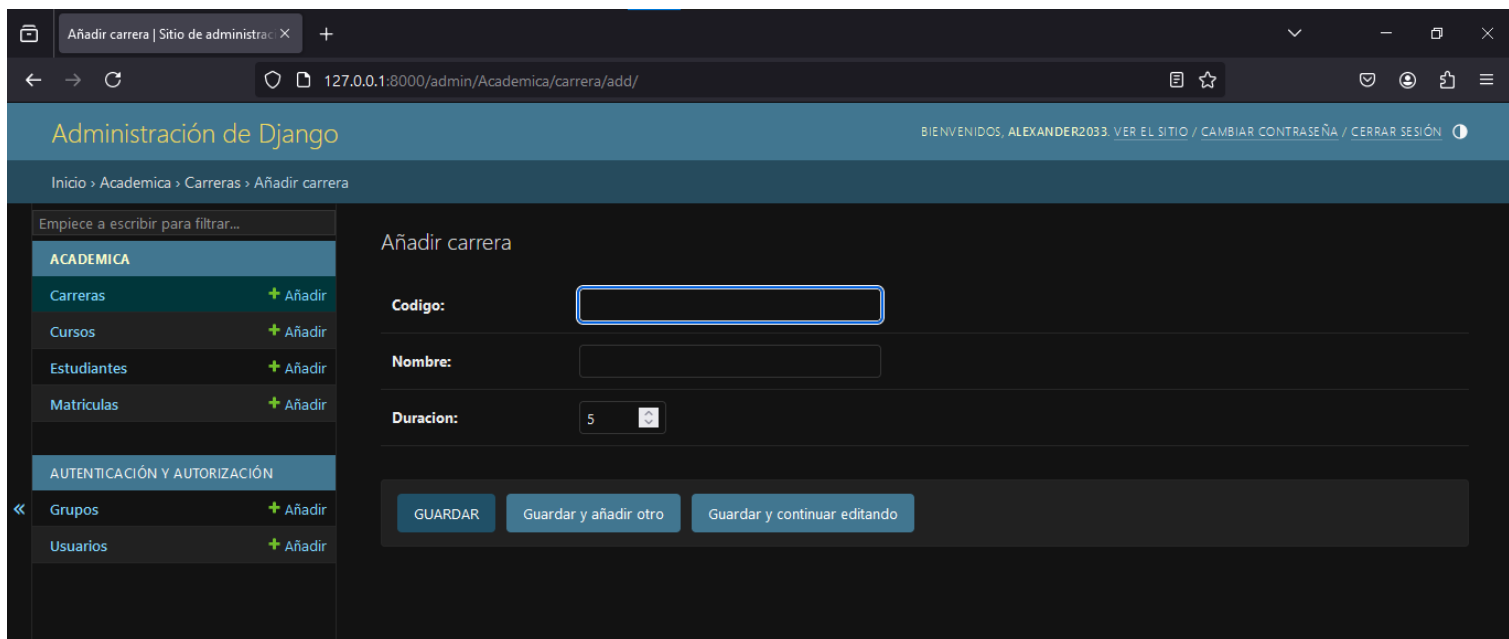 Añadir carrera | Sitio de administrac
127.0.0.1:8000/admin/Academica/carrera/add/
Administración de Django
BIENVENIDOS, ALEXANDER2033. VER EL SITIO / CAMBIAR CONTRASEÑA / CERRAR SESIÓN
Inicio › Academica › Carreras › Añadir carrera
Empiece a escribir para filtrar...
ACADEMICA
Carreras + Añadir
Cursos + Añadir
Estudiantes + Añadir
Matriculas + Añadir
AUTENTICACIÓN Y AUTORIZACIÓN
Grupos + Añadir
Usuarios + Añadir
Añadir carrera
Codigo:
Nombre:
Duracion: 5
GUARDAR Guardar y añadir otro Guardar y continuar editando